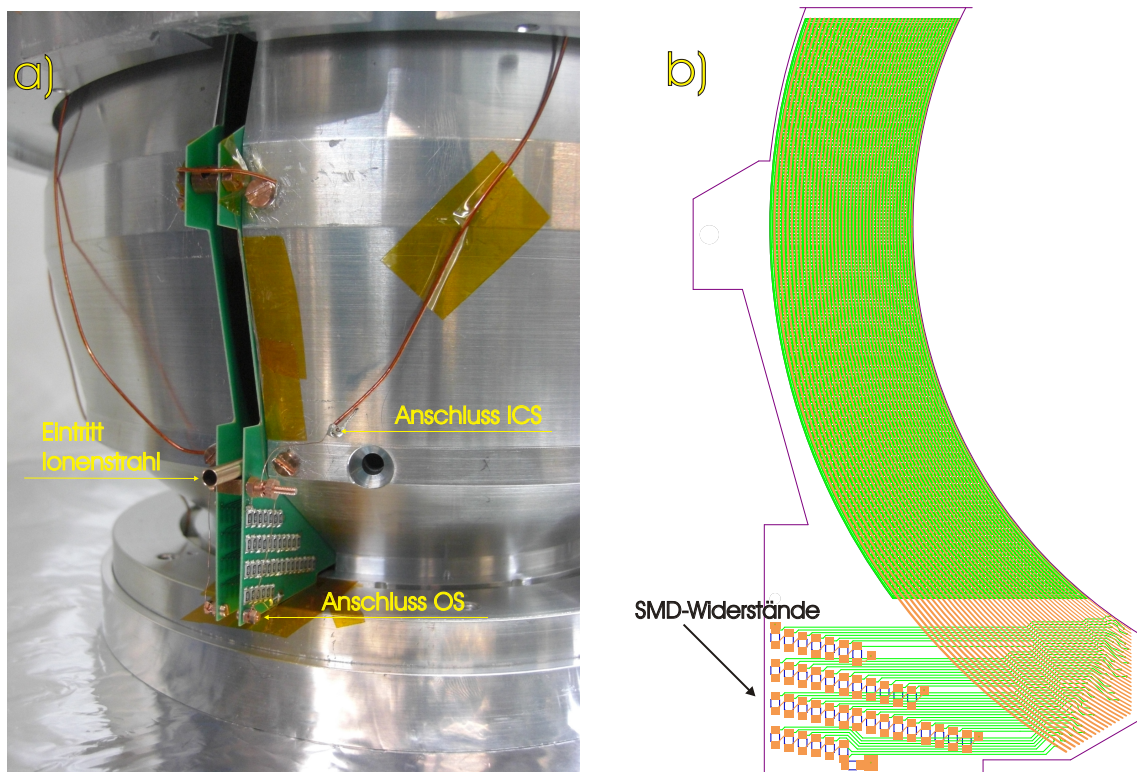 a)
b)
Anschluss ICS
Eintritt
Ionenstrahl
Anschluss OS
SMD-Widerstände